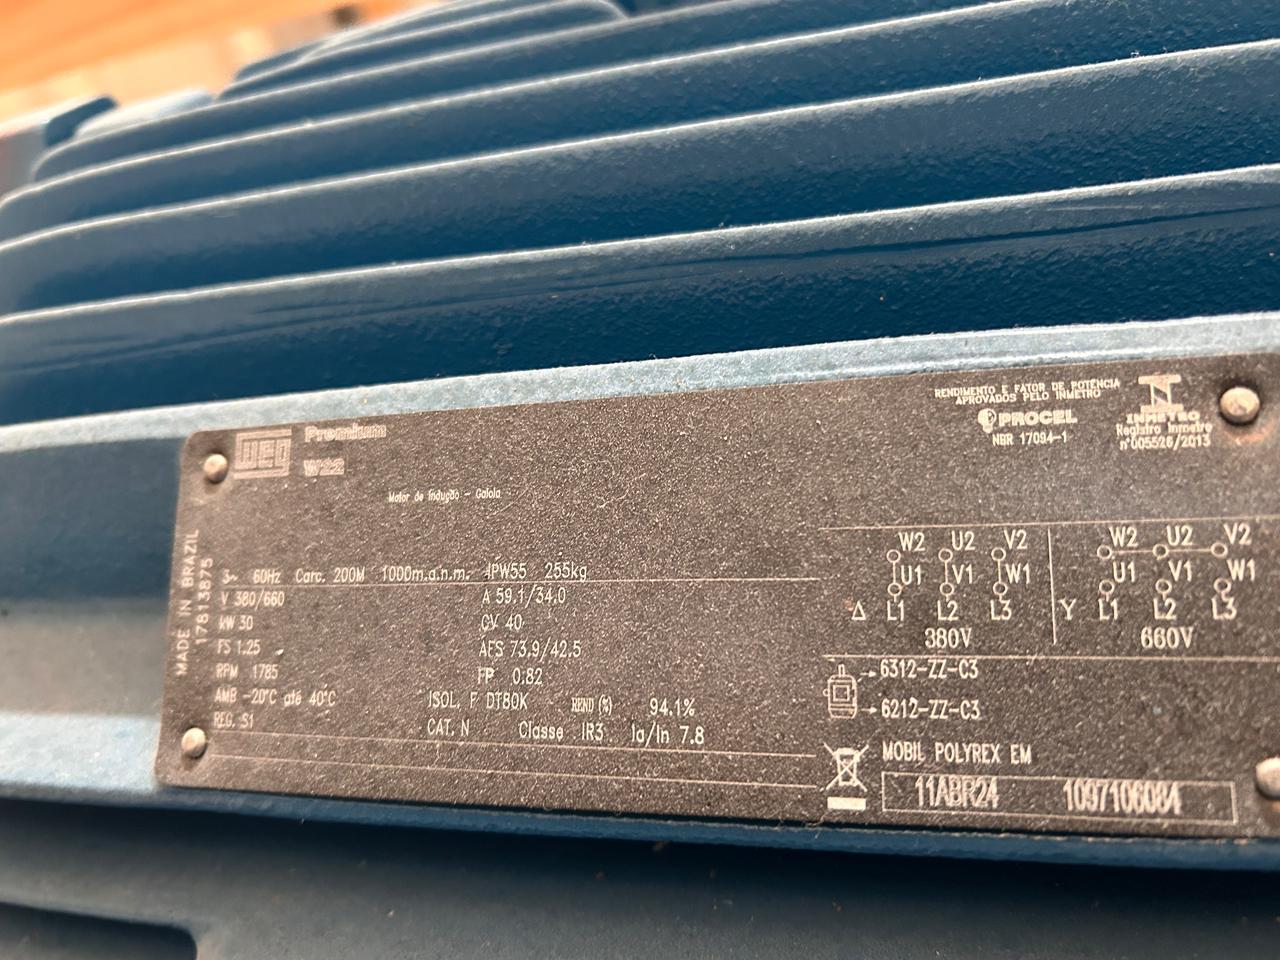 WEG Premium
W22
RENDIMENTO E FATOR DE POTÊNCIA
APROVADOS PELO INMETRO
PROCEL
NBR 17094-1
INMETRO
Registro Inmetro
n°005526/2013
Motor de Indução - Gaiola
MADE IN BRAZIL
17813875
3~ 60Hz Carc. 200M 1000m.a.n.m. IPW55 255kg
V 380/660 A 59.1/34.0
kW 30 CV 40
FS 1.25 AFS 73.9/42.5
RPM 1785 FP 0.82
AMB -20°C até 40°C ISOL. F DT80K REND (%) 94.1%
REG. S1 CAT. N Classe IR3 Ia/In 7.8
W2 U2 V2
U1 V1 W1
Δ L1 L2 L3
380V
W2 U2 V2
U1 V1 W1
Y L1 L2 L3
660V
6312-ZZ-C3
6212-ZZ-C3
MOBIL POLYREX EM
11ABR24 1097106084